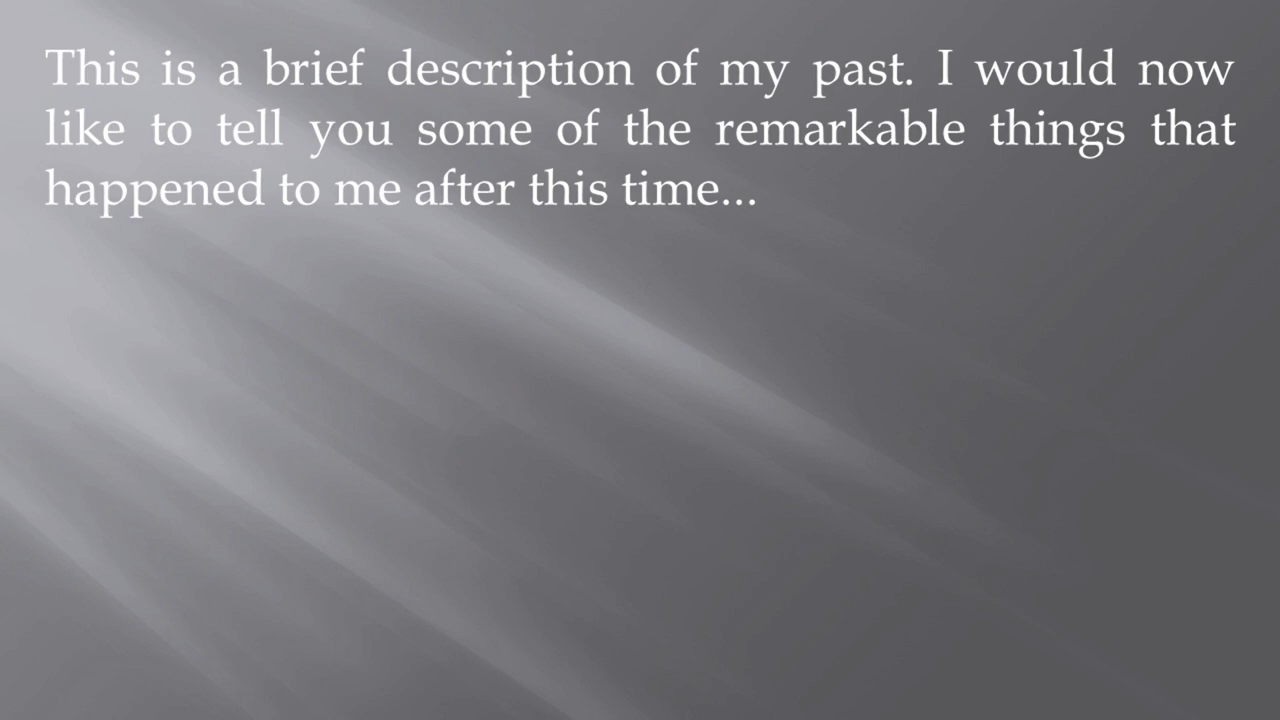 This is a brief description of my past. I would now
like to tell you some of the remarkable things that
happened to me after this time...